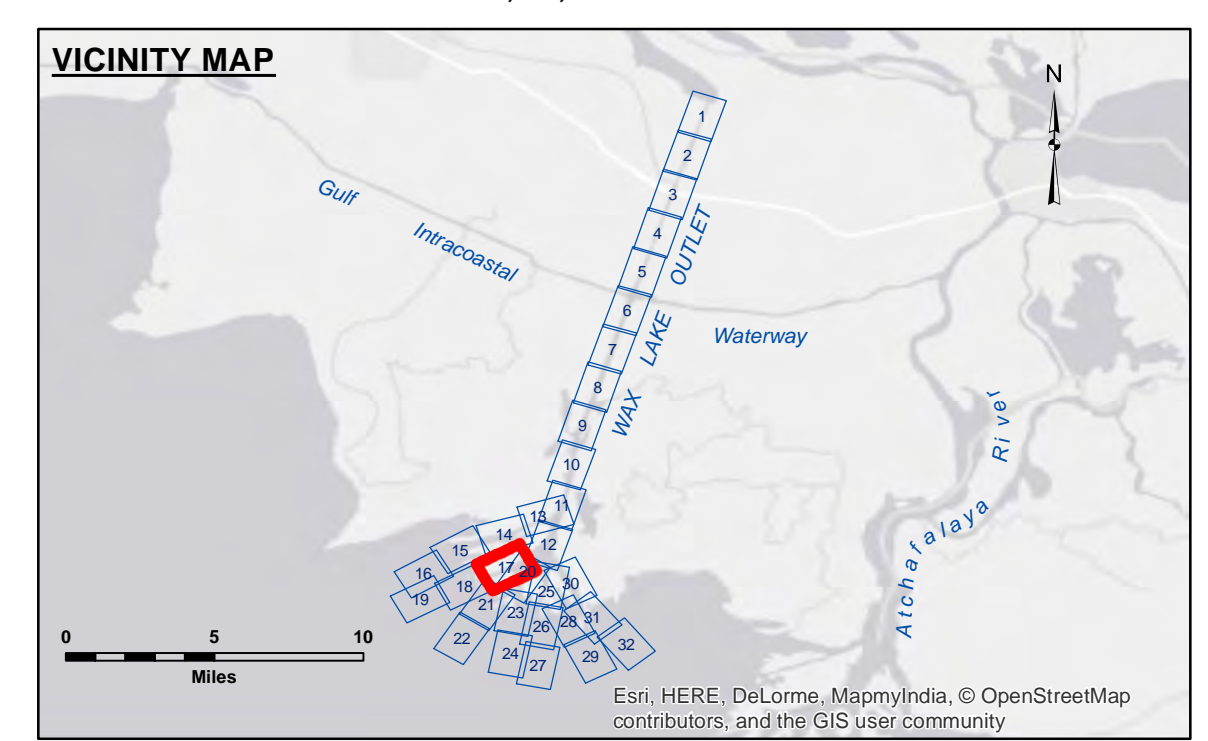 VICINITY MAP
N
1
2
3
4
5
6
7
8
9
10
11
13
12
14
15
16
17
20
18
19
21
22
23
24
25
26
27
28
29
30
31
32
Gulf
Intracoastal
Waterway
WAX LAKE OUTLET
Atchafalaya River
0 5 10
Miles
Esri, HERE, DeLorme, MapmyIndia, © OpenStreetMap
contributors, and the GIS user community